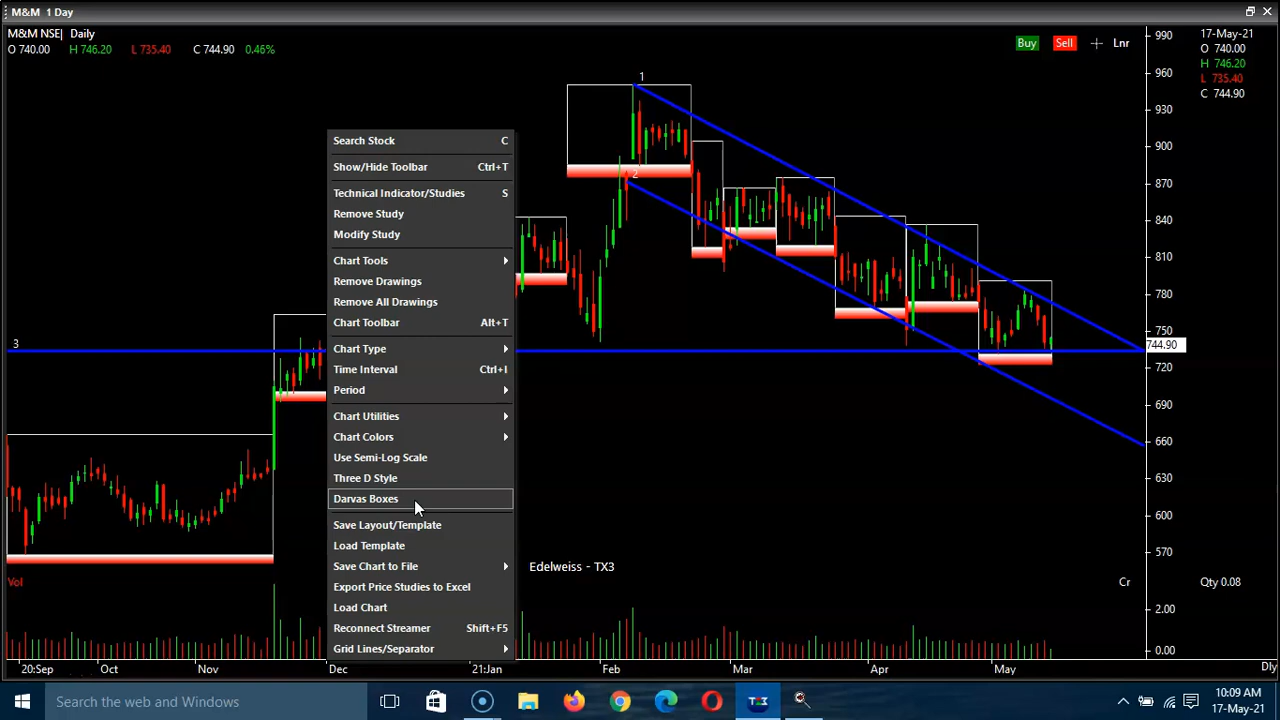 M&M 1 Day
M&M NSE| Daily
O 740.00 H 746.20 L 735.40 C 744.90 0.46%
Buy Sell Lnr
17-May-21
O 740.00
H 746.20
L 735.40
C 744.90
990
960
930
900
870
840
810
780
750
744.90
720
690
660
630
600
570
1
2
3
Search Stock C
Show/Hide Toolbar Ctrl+T
Technical Indicator/Studies S
Remove Study
Modify Study
Chart Tools
Remove Drawings
Remove All Drawings
Chart Toolbar Alt+T
Chart Type
Time Interval Ctrl+I
Period
Chart Utilities
Chart Colors
Use Semi-Log Scale
Three D Style
Darvas Boxes
Save Layout/Template
Load Template
Save Chart to File
Export Price Studies to Excel
Load Chart
Reconnect Streamer Shift+F5
Grid Lines/Separator
Edelweiss - TX3
Vol
Cr
Qty 0.08
2.00
0.00
20:Sep Oct Nov Dec 21:Jan Feb Mar Apr May Dly
Search the web and Windows
TX3
10:09 AM
17-May-21